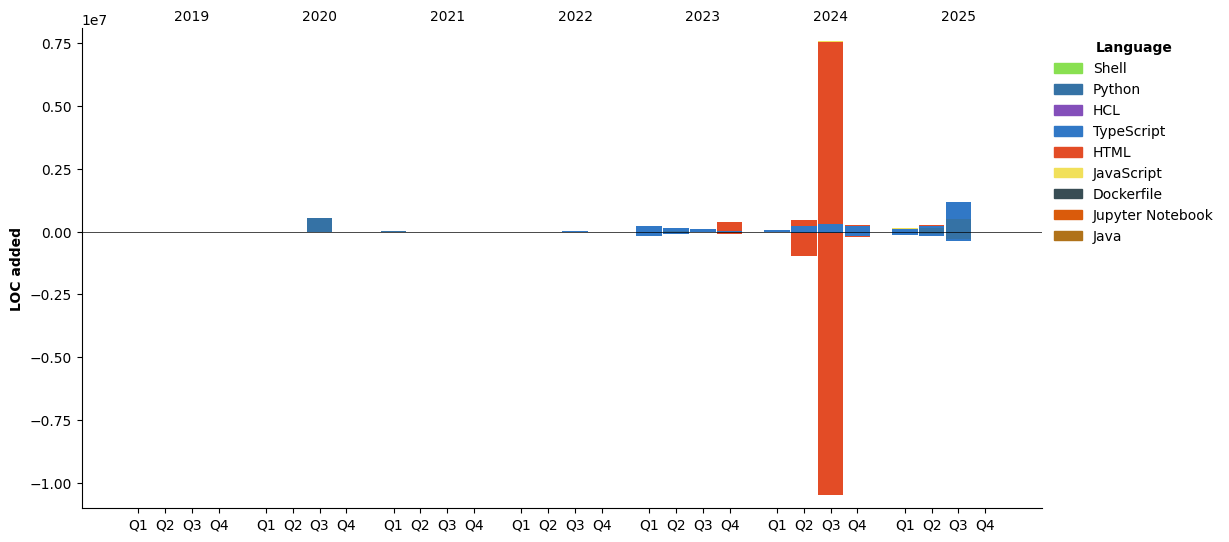 2019 2020 2021 2022 2023 2024 2025
1e7
0.75
0.50
0.25
0.00
−0.25
−0.50
−0.75
−1.00
LOC added
Q1 Q2 Q3 Q4 Q1 Q2 Q3 Q4 Q1 Q2 Q3 Q4 Q1 Q2 Q3 Q4 Q1 Q2 Q3 Q4 Q1 Q2 Q3 Q4 Q1 Q2 Q3 Q4
Language
Shell
Python
HCL
TypeScript
HTML
JavaScript
Dockerfile
Jupyter Notebook
Java